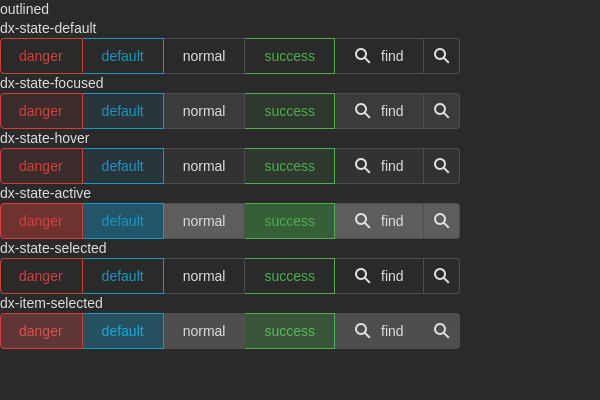 outlined
dx-state-default
danger default normal success find
dx-state-focused
danger default normal success find
dx-state-hover
danger default normal success find
dx-state-active
danger default normal success find
dx-state-selected
danger default normal success find
dx-item-selected
danger default normal success find